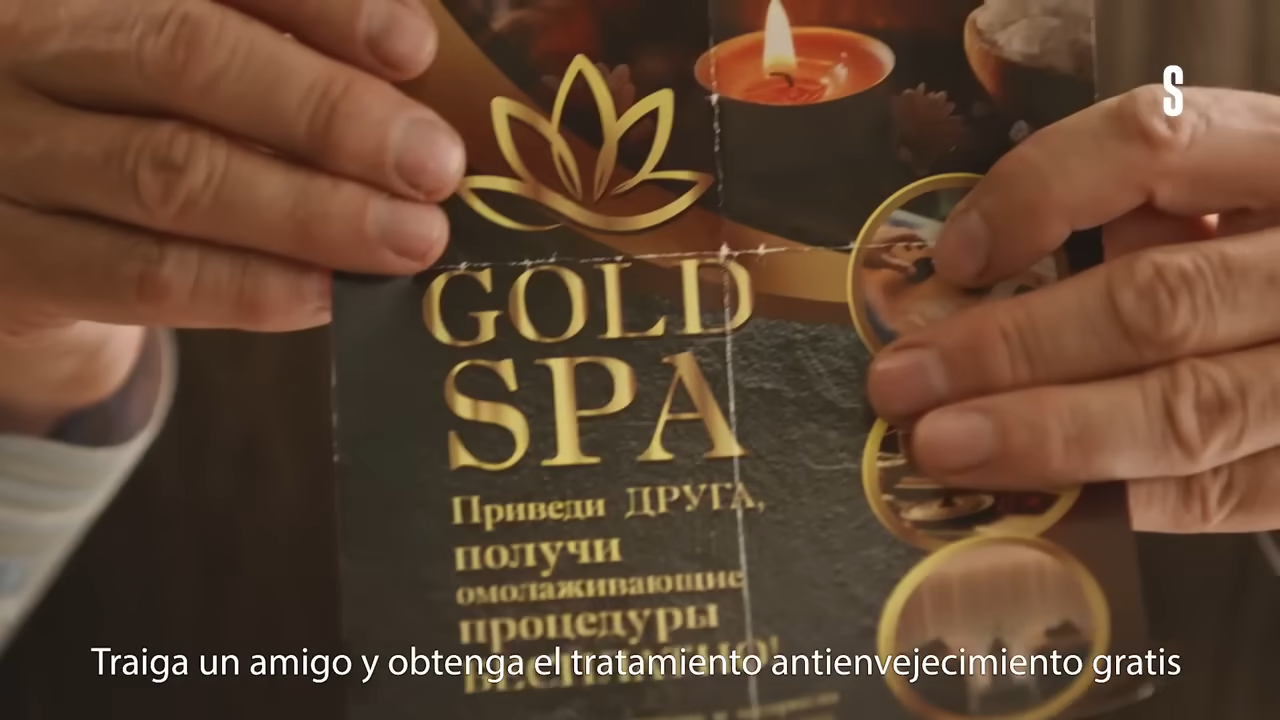 S
GOLD
SPA
Приведи ДРУГА,
получи
омолаживающие
процедуры
Traiga un amigo y obtenga el tratamiento antienvejecimiento gratis